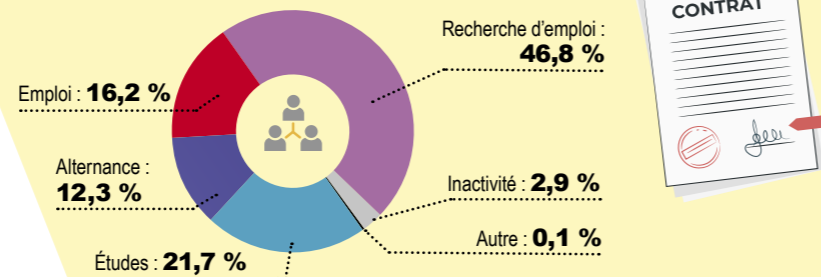 CONTRAT
Recherche d'emploi :
46,8 %
Emploi : 16,2 %
Alternance :
12,3 %
Inactivité : 2,9 %
Autre : 0,1 %
Études : 21,7 %